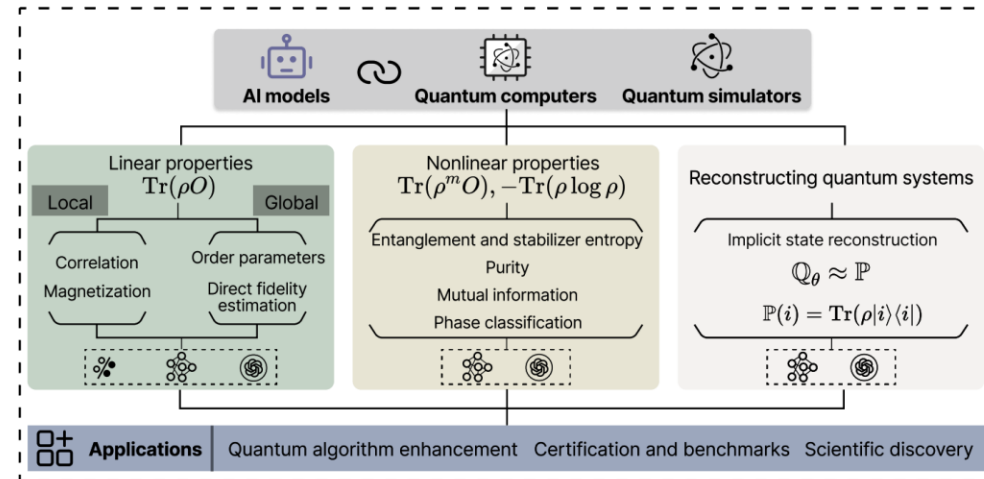 AI models
Quantum computers
Quantum simulators
Linear properties
Tr(ρO)
Local
Global
Correlation
Magnetization
Order parameters
Direct fidelity
estimation
Nonlinear properties
Tr(ρᵐO), −Tr(ρ log ρ)
Entanglement and stabilizer entropy
Purity
Mutual information
Phase classification
Reconstructing quantum systems
Implicit state reconstruction
ℚ_θ ≈ ℙ
ℙ(i) = Tr(ρ|i⟩⟨i|)
Applications
Quantum algorithm enhancement
Certification and benchmarks
Scientific discovery